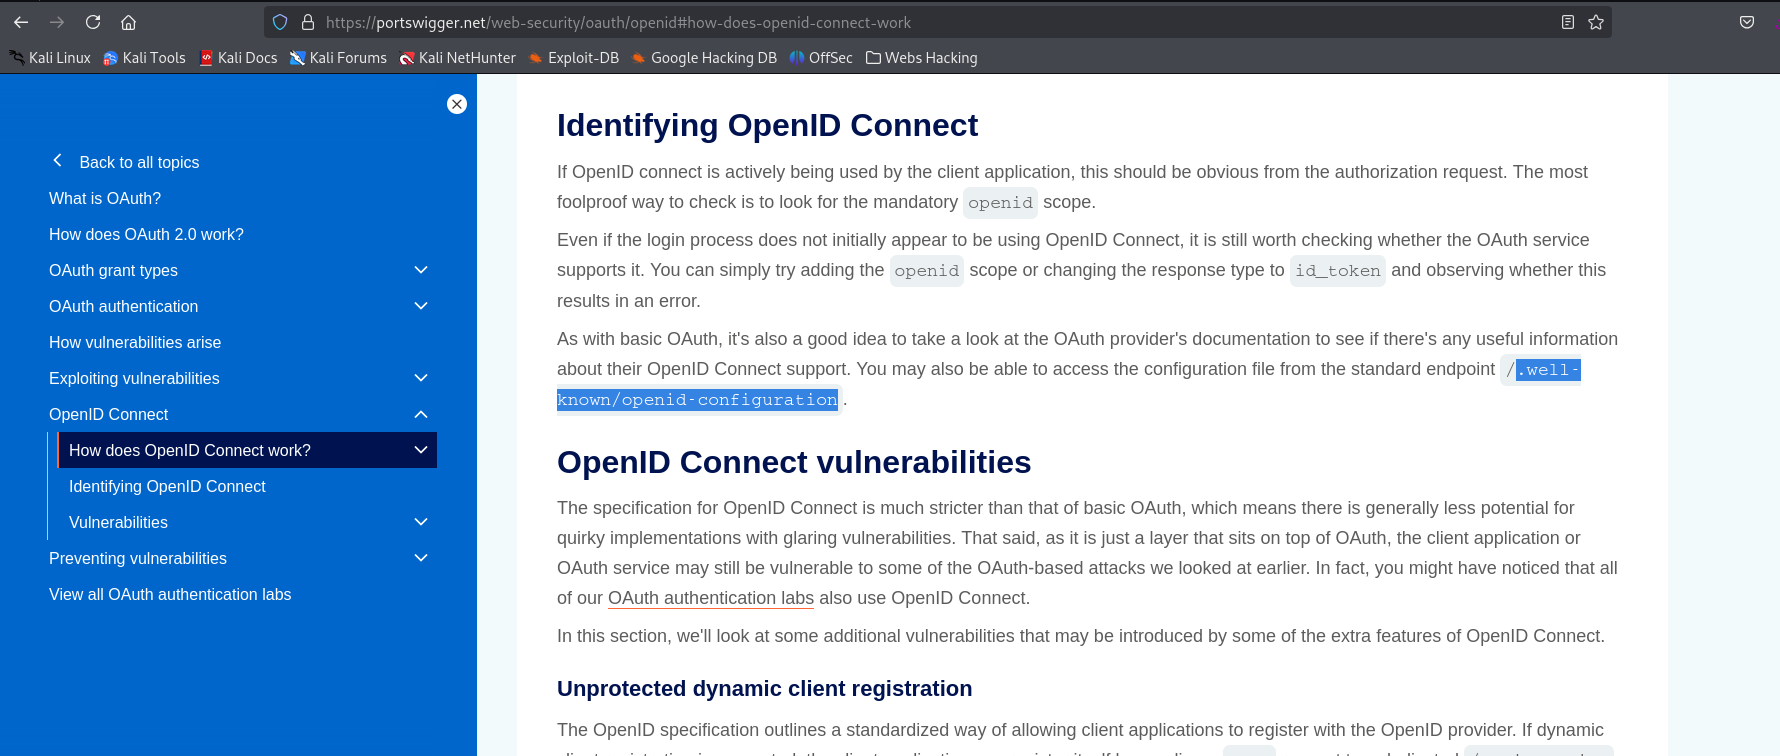 https://portswigger.net/web-security/oauth/openid#how-does-openid-connect-work
Kali Linux Kali Tools Kali Docs Kali Forums Kali NetHunter Exploit-DB Google Hacking DB OffSec Webs Hacking
Back to all topics
What is OAuth?
How does OAuth 2.0 work?
OAuth grant types
OAuth authentication
How vulnerabilities arise
Exploiting vulnerabilities
OpenID Connect
How does OpenID Connect work?
Identifying OpenID Connect
Vulnerabilities
Preventing vulnerabilities
View all OAuth authentication labs
Identifying OpenID Connect
If OpenID connect is actively being used by the client application, this should be obvious from the authorization request. The most
foolproof way to check is to look for the mandatory openid scope.
Even if the login process does not initially appear to be using OpenID Connect, it is still worth checking whether the OAuth service
supports it. You can simply try adding the openid scope or changing the response type to id_token and observing whether this
results in an error.
As with basic OAuth, it's also a good idea to take a look at the OAuth provider's documentation to see if there's any useful information
about their OpenID Connect support. You may also be able to access the configuration file from the standard endpoint /.well-
known/openid-configuration.
OpenID Connect vulnerabilities
The specification for OpenID Connect is much stricter than that of basic OAuth, which means there is generally less potential for
quirky implementations with glaring vulnerabilities. That said, as it is just a layer that sits on top of OAuth, the client application or
OAuth service may still be vulnerable to some of the OAuth-based attacks we looked at earlier. In fact, you might have noticed that all
of our OAuth authentication labs also use OpenID Connect.
In this section, we'll look at some additional vulnerabilities that may be introduced by some of the extra features of OpenID Connect.
Unprotected dynamic client registration
The OpenID specification outlines a standardized way of allowing client applications to register with the OpenID provider. If dynamic